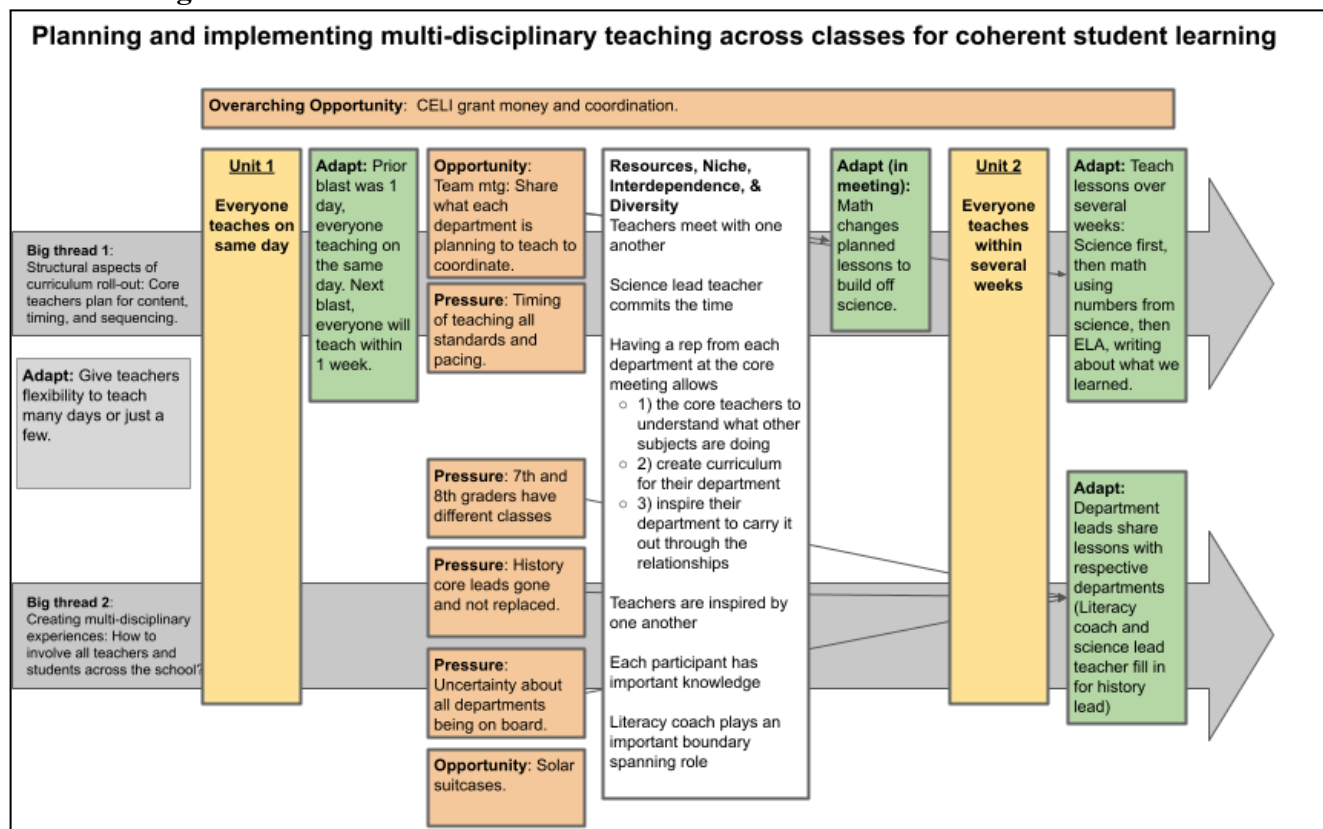 Planning and implementing multi-disciplinary teaching across classes for coherent student learning
Overarching Opportunity: CELI grant money and coordination.
Big thread 1:
Structural aspects of
curriculum roll-out: Core
teachers plan for content,
timing, and sequencing.
Adapt: Give teachers
flexibility to teach
many days or just a
few.
Big thread 2:
Creating multi-disciplinary
experiences: How to
involve all teachers and
students across the school?
Unit 1
Everyone
teaches on
same day
Adapt: Prior
blast was 1
day,
everyone
teaching on
the same
day. Next
blast,
everyone will
teach within
1 week.
Opportunity:
Team mtg: Share
what each
department is
planning to teach to
coordinate.
Pressure: Timing
of teaching all
standards and
pacing.
Pressure: 7th and
8th graders have
different classes
Pressure: History
core leads gone
and not replaced.
Pressure:
Uncertainty about
all departments
being on board.
Opportunity: Solar
suitcases.
Resources, Niche,
Interdependence, &
Diversity
Teachers meet with one
another
Science lead teacher
commits the time
Having a rep from each
department at the core
meeting allows
○ 1) the core teachers to
understand what other
subjects are doing
○ 2) create curriculum
for their department
○ 3) inspire their
department to carry it
out through the
relationships
Teachers are inspired by
one another
Each participant has
important knowledge
Literacy coach plays an
important boundary
spanning role
Adapt (in
meeting):
Math
changes
planned
lessons to
build off
science.
Unit 2
Everyone
teaches
within
several
weeks
Adapt: Teach
lessons over
several
weeks:
Science first,
then math
using
numbers from
science, then
ELA, writing
about what we
learned.
Adapt:
Department
leads share
lessons with
respective
departments
(Literacy
coach and
science lead
teacher fill in
for history
lead)